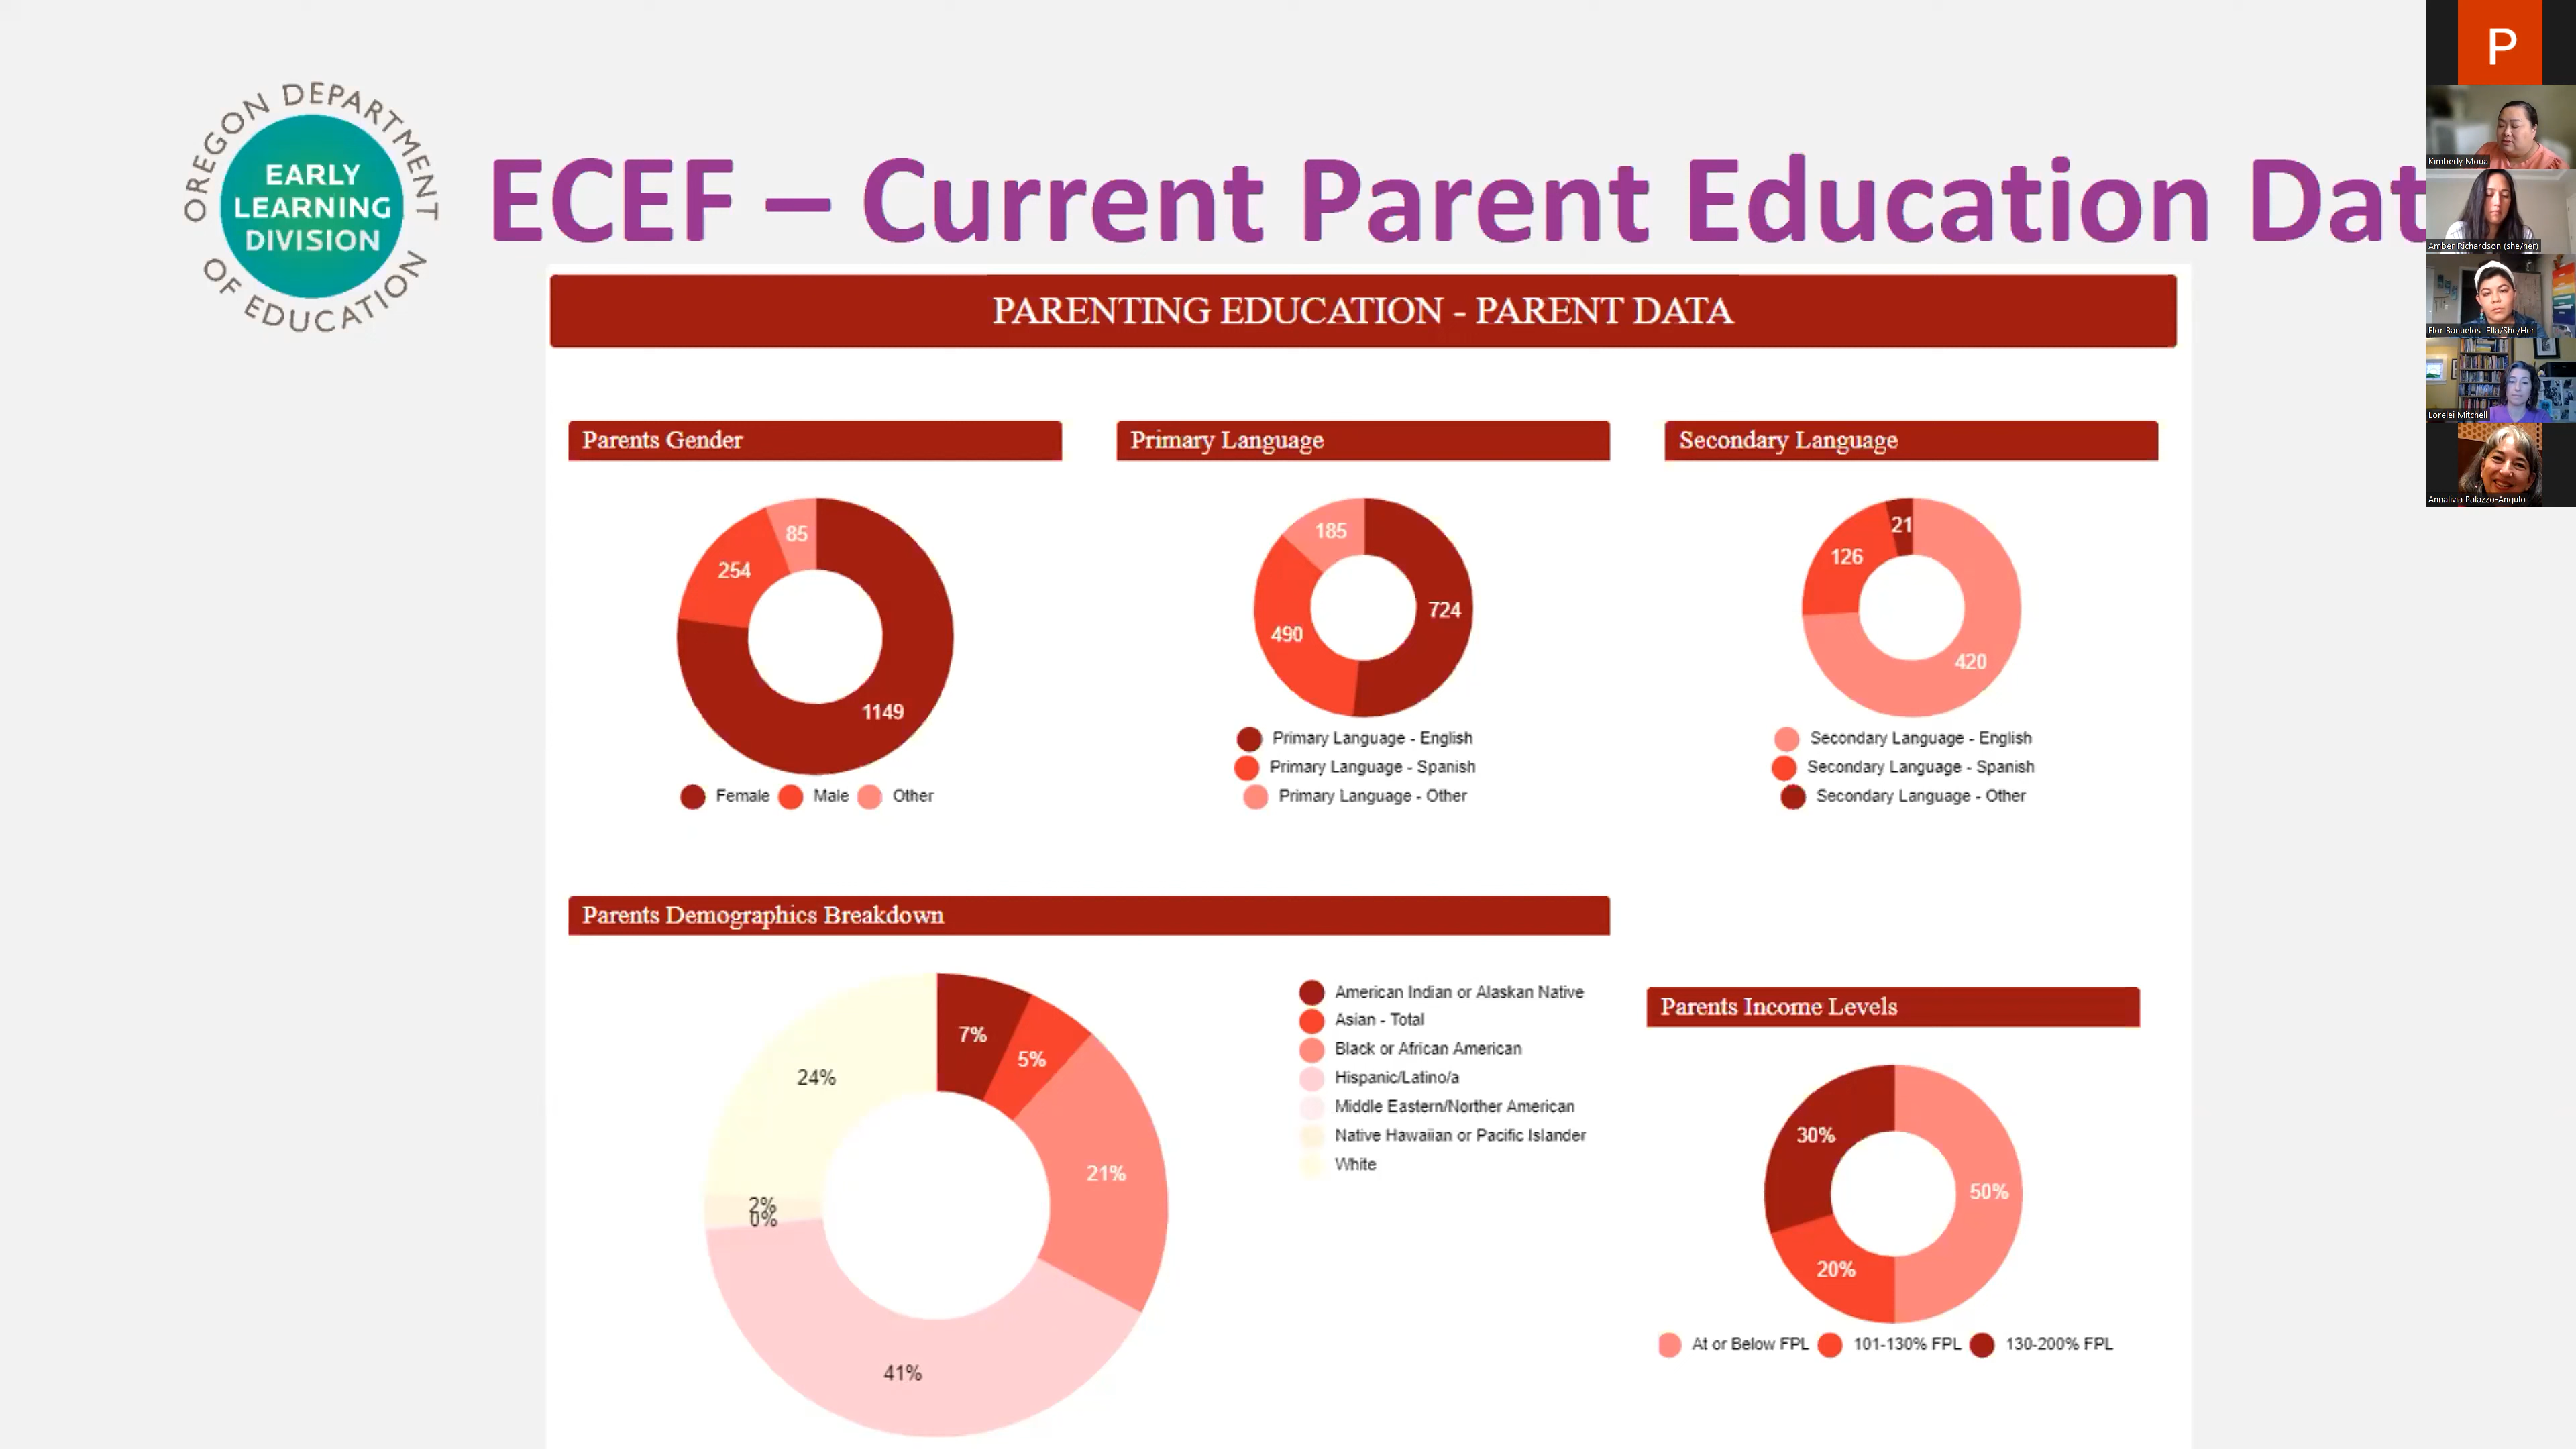 OREGON DEPARTMENT
OF EDUCATION
EARLY
LEARNING
DIVISION
ECEF – Current Parent Education Dat
P
Kimberly Moua
Amber Richardson (she/her)
Flor Banuelos Ella/She/Her
Lorelei Mitchell
Annalivia Palazzo-Angulo
PARENTING EDUCATION - PARENT DATA
Parents Gender
85
254
1149
Female Male Other
Primary Language
185
724
490
Primary Language - English
Primary Language - Spanish
Primary Language - Other
Secondary Language
21
126
420
Secondary Language - English
Secondary Language - Spanish
Secondary Language - Other
Parents Demographics Breakdown
7%
5%
24%
21%
2%
0%
41%
American Indian or Alaskan Native
Asian - Total
Black or African American
Hispanic/Latino/a
Middle Eastern/Norther American
Native Hawaiian or Pacific Islander
White
Parents Income Levels
30%
50%
20%
At or Below FPL 101-130% FPL 130-200% FPL